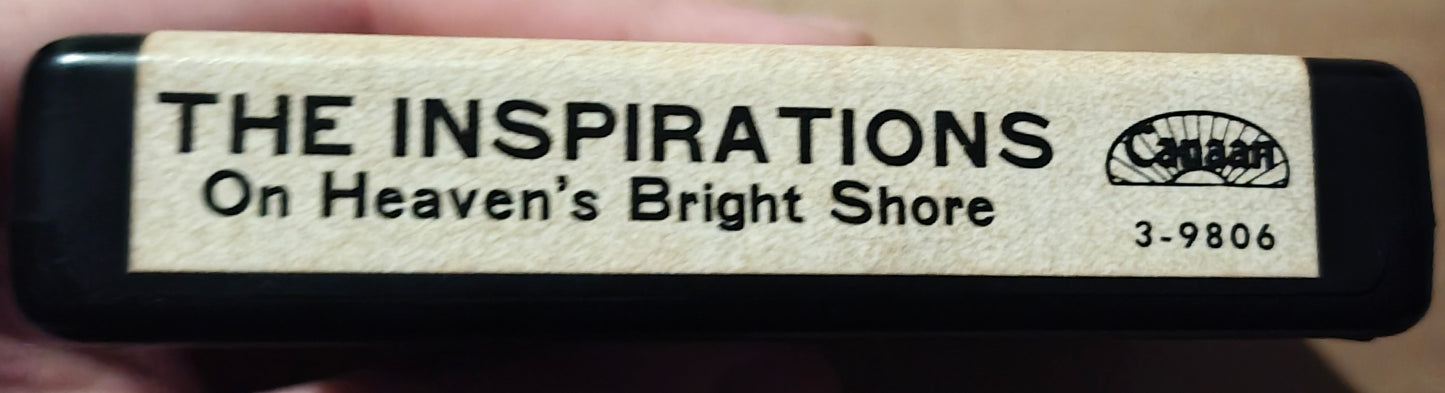 THE INSPIRATIONS
On Heaven's Bright Shore
Canaan
3-9806